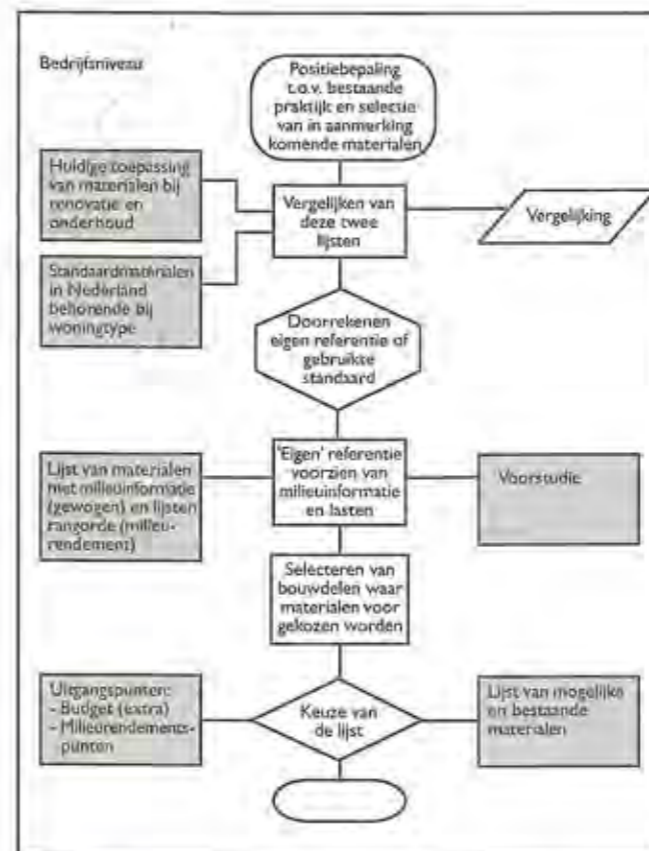 Bedrijfsniveau
Positiebepaling
t.o.v. bestaande
praktijk en selectie
van in aanmerking
komende materialen
Huidige toepassing
van materialen bij
renovatie en
onderhoud
Vergelijken van
deze twee
lijsten
Vergelijking
Standaardmaterialen
in Nederland
behorende bij
woningtype
Doorrekenen
eigen referentie of
gebruikte
standaard
Lijst van materialen
met milieuinformatie
(gewogen) en lijsten
rangorde (milieu-
rendement)
'Eigen' referentie
voorzien van
milieuinformatie
en lasten
Voorstudie
Selecteren van
bouwdelen waar
materialen voor
gekozen worden
Uitgangspunten:
- Budget (extra)
- Milieurendements-
punten
Keuze van
de lijst
Lijst van mogelijke
en bestaande
materialen